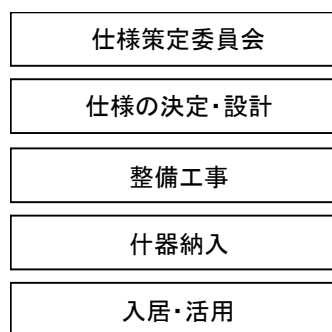 仕様策定委員会
仕様の決定・設計
整備工事
什器納入
入居・活用